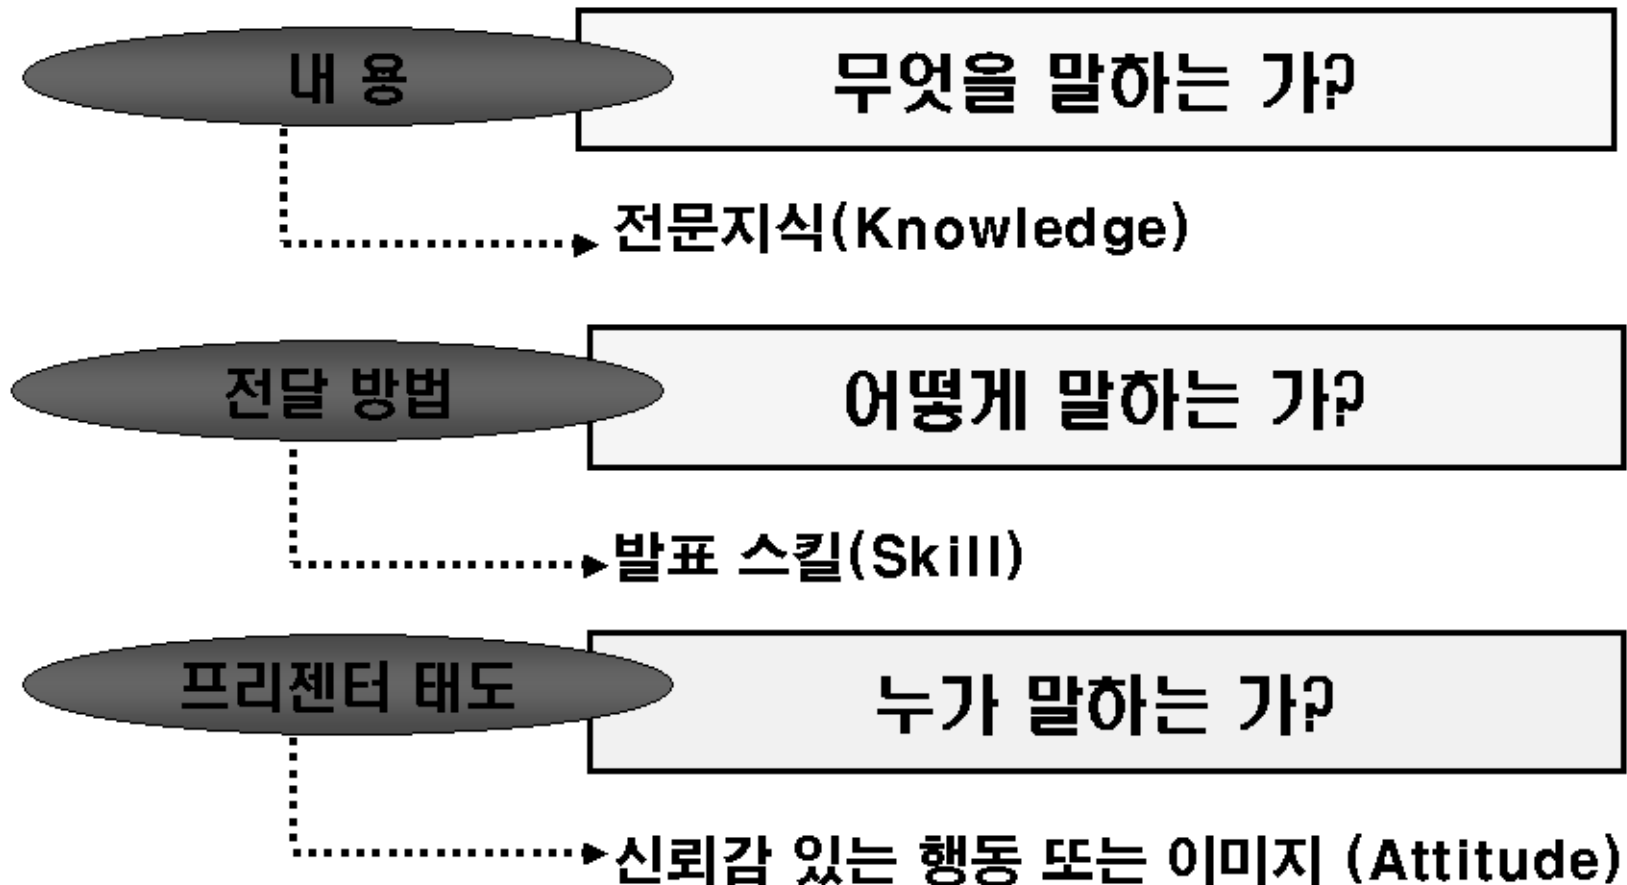 내 용
무엇을 말하는 가?
전문지식(Knowledge)
전달 방법
어떻게 말하는 가?
발표 스킬(Skill)
프리젠터 태도
누가 말하는 가?
신뢰감 있는 행동 또는 이미지 (Attitude)